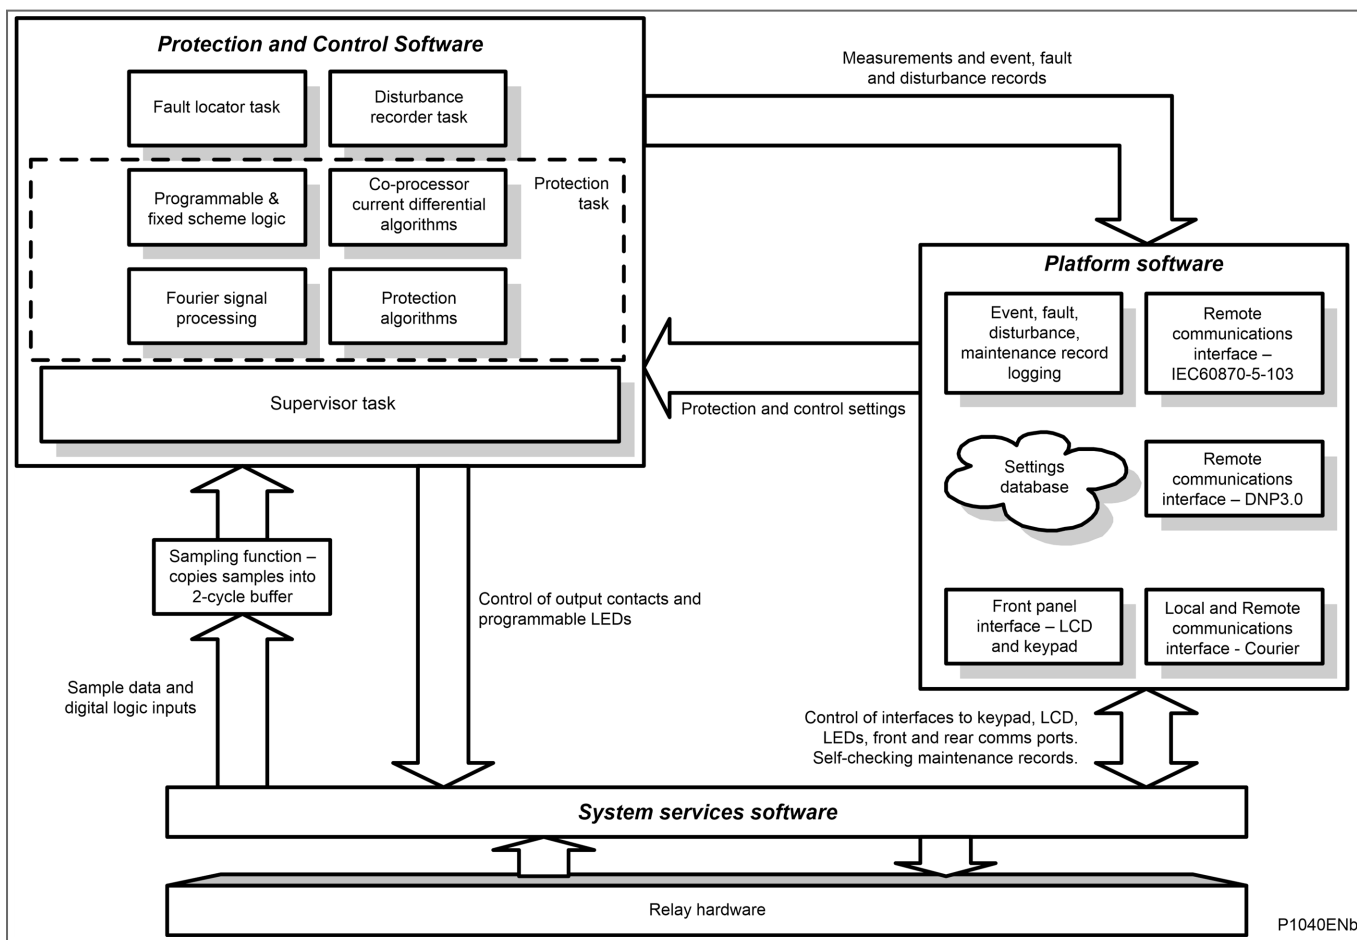 Protection and Control Software
Fault locator task
Disturbance
recorder task
Protection
task
Programmable &
fixed scheme logic
Co-processor
current differential
algorithms
Fourier signal
processing
Protection
algorithms
Supervisor task
Measurements and event, fault
and disturbance records
Platform software
Event, fault,
disturbance,
maintenance record
logging
Remote
communications
interface –
IEC60870-5-103
Protection and control settings
Settings
database
Remote
communications
interface – DNP3.0
Front panel
interface – LCD
and keypad
Local and Remote
communications
interface - Courier
Sampling function –
copies samples into
2-cycle buffer
Control of output contacts and
programmable LEDs
Sample data and
digital logic inputs
Control of interfaces to keypad, LCD,
LEDs, front and rear comms ports.
Self-checking maintenance records.
System services software
Relay hardware
P1040ENb